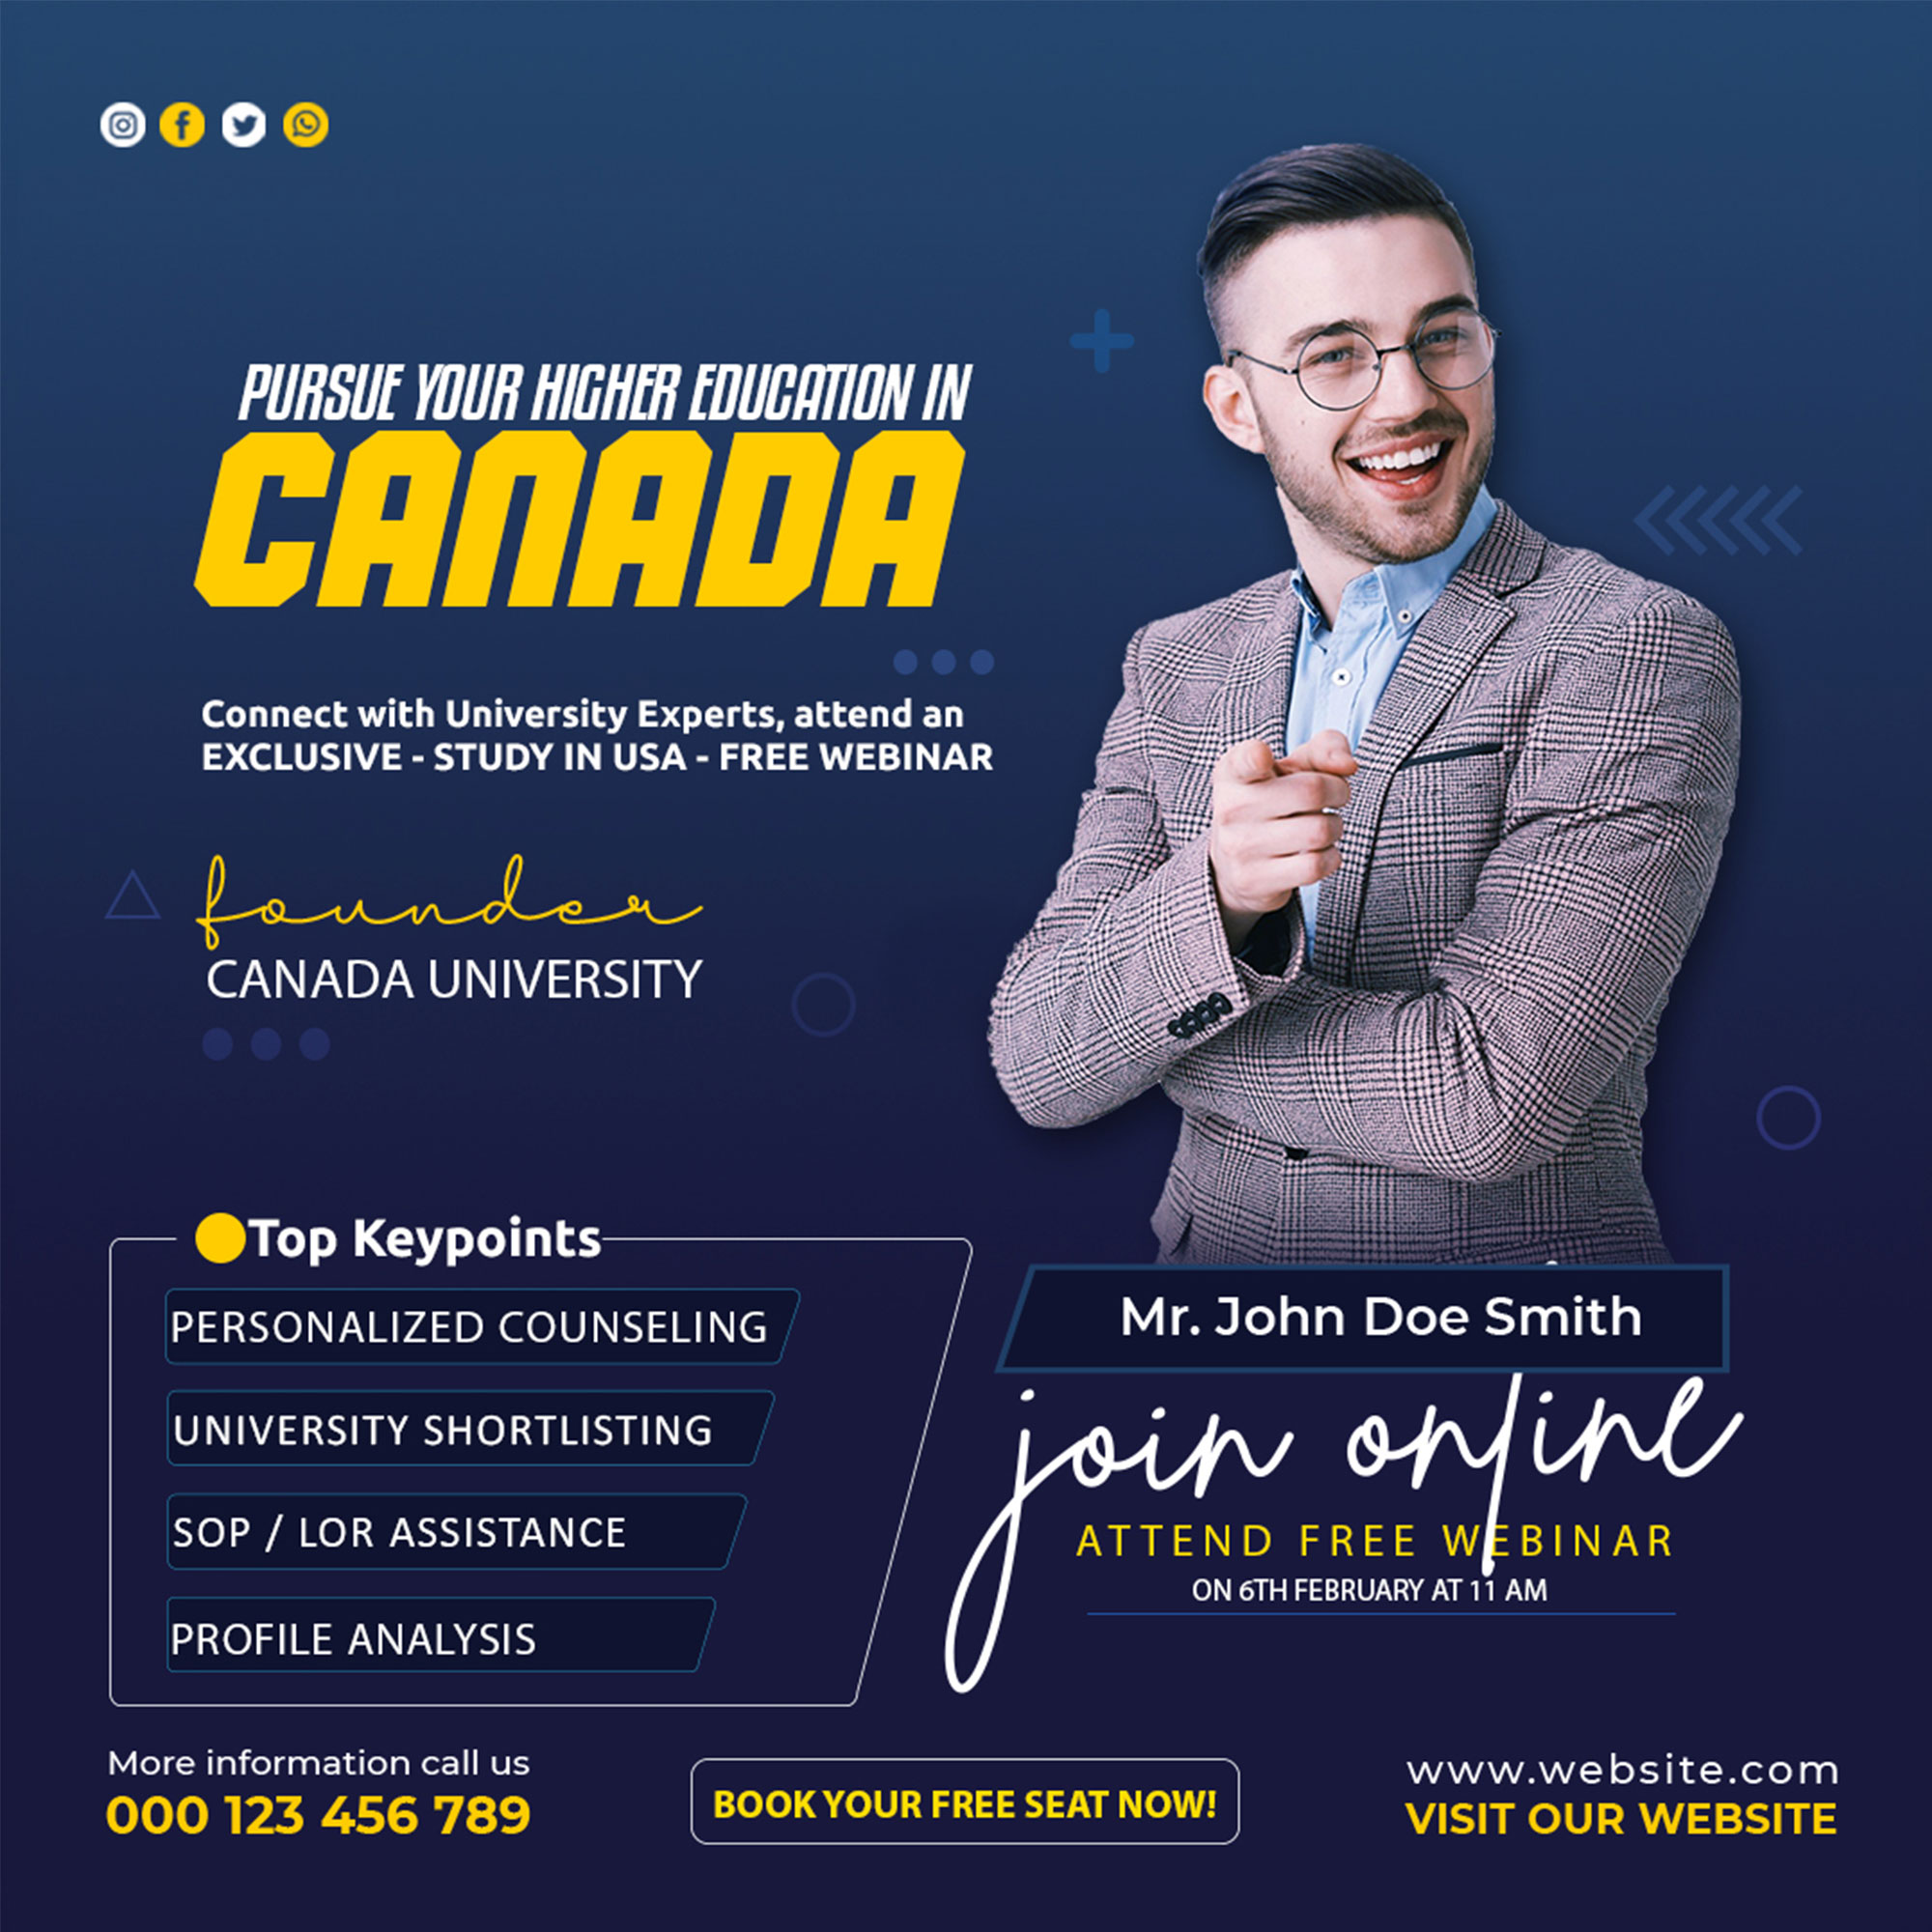 PURSUE YOUR HIGHER EDUCATION IN
CANADA
Connect with University Experts, attend an
EXCLUSIVE - STUDY IN USA - FREE WEBINAR
founder
CANADA UNIVERSITY
Top Keypoints
PERSONALIZED COUNSELING
UNIVERSITY SHORTLISTING
SOP / LOR ASSISTANCE
PROFILE ANALYSIS
Mr. John Doe Smith
join online
ATTEND FREE WEBINAR
ON 6TH FEBRUARY AT 11 AM
More information call us
000 123 456 789
BOOK YOUR FREE SEAT NOW!
www.website.com
VISIT OUR WEBSITE